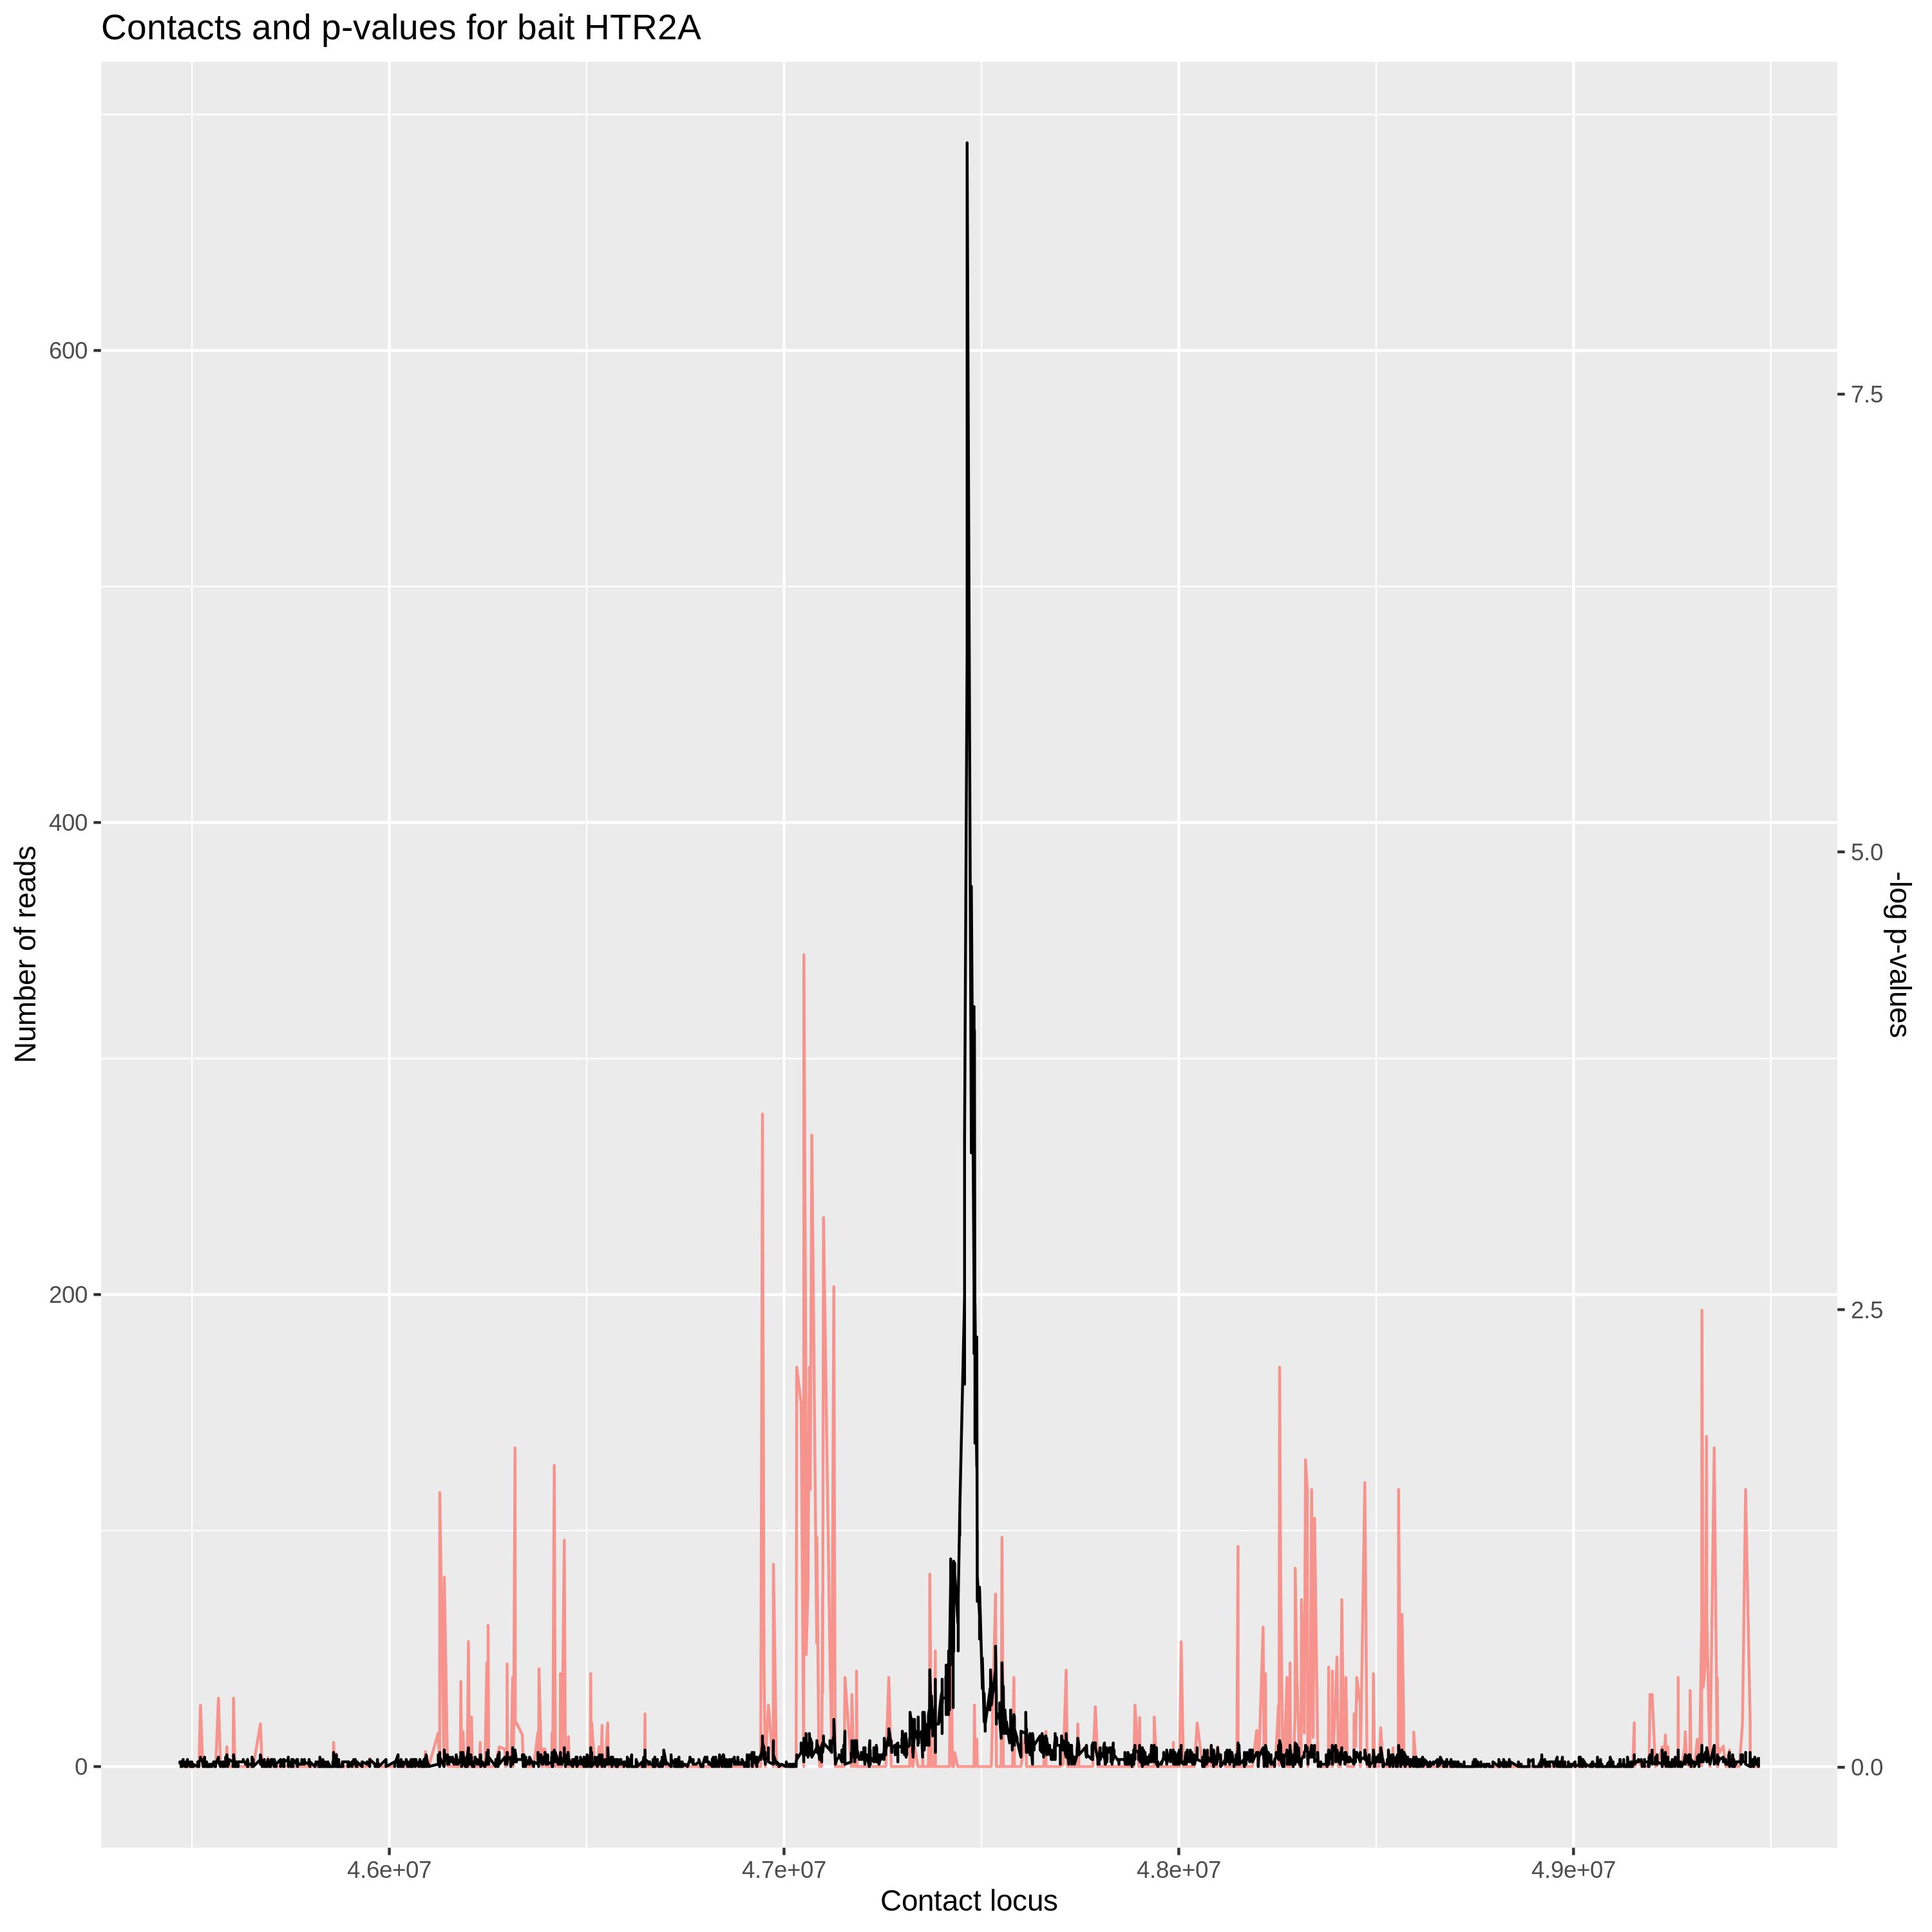 Contacts and p-values for bait HTR2A
Number of reads
600
400
200
0
7.5
5.0
2.5
0.0
-log p-values
4.6e+07
4.7e+07
4.8e+07
4.9e+07
Contact locus